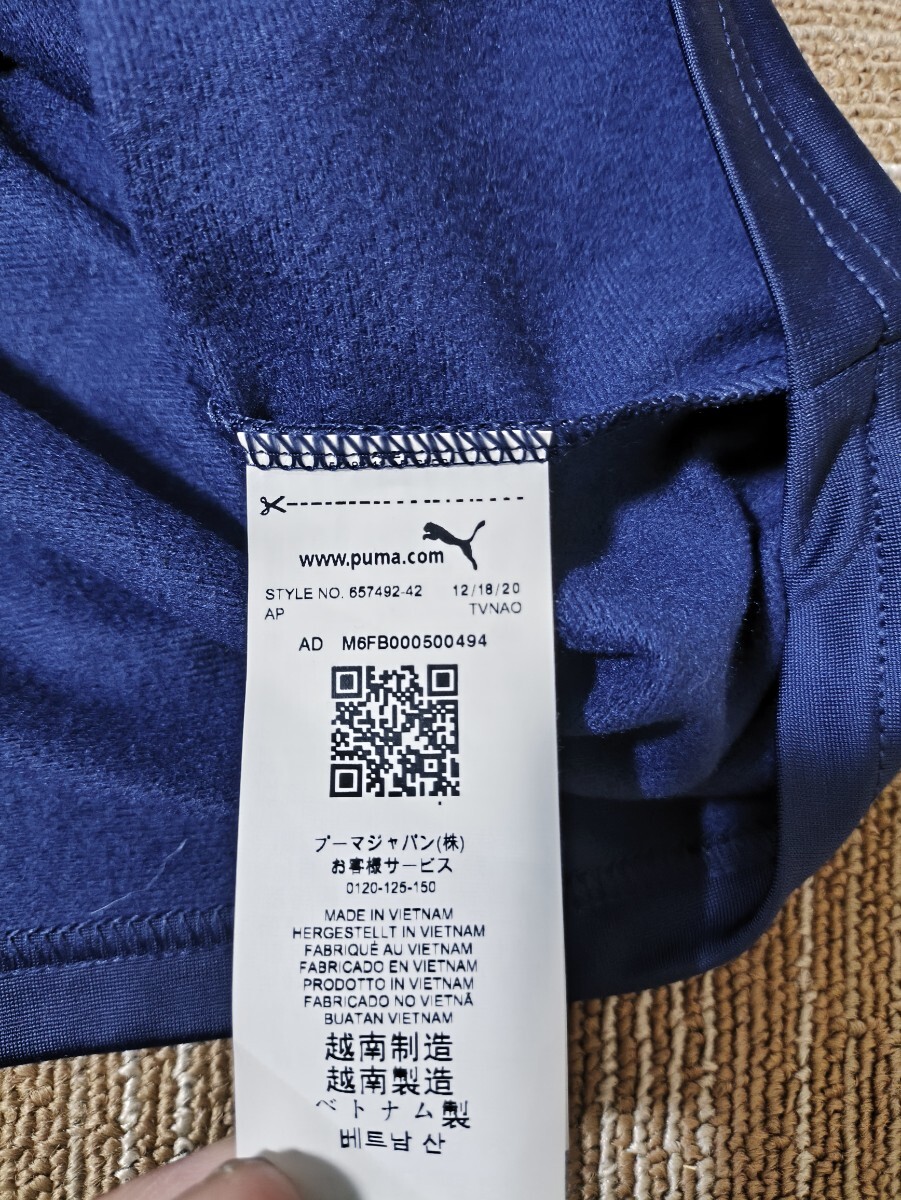 www.puma.com
STYLE NO. 657492-42 12/18/20
AP TVNAO
AD M6FB000500494
プーマジャパン(株)
お客様サービス
0120-125-150
MADE IN VIETNAM
HERGESTELLT IN VIETNAM
FABRIQUÉ AU VIETNAM
FABRICADO EN VIETNAM
PRODOTTO IN VIETNAM
FABRICADO NO VIETNÃ
BUATAN VIETNAM
越南制造
越南製造
ベトナム製
베트남 산